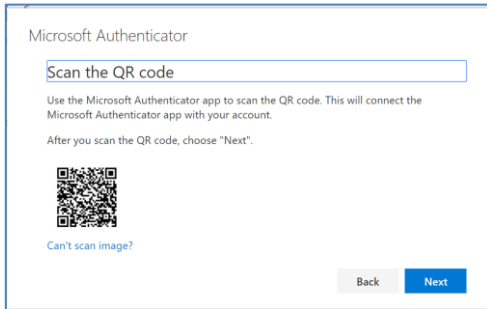 Microsoft Authenticator
Scan the QR code
Use the Microsoft Authenticator app to scan the QR code. This will connect the
Microsoft Authenticator app with your account.
After you scan the QR code, choose "Next".
Can't scan image?
Back
Next